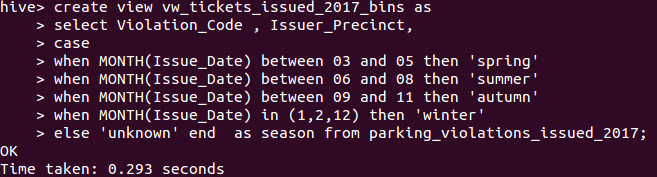 hive> create view vw_tickets_issued_2017_bins as
    > select Violation_Code , Issuer_Precinct,
    > case
    > when MONTH(Issue_Date) between 03 and 05 then 'spring'
    > when MONTH(Issue_Date) between 06 and 08 then 'summer'
    > when MONTH(Issue_Date) between 09 and 11 then 'autumn'
    > when MONTH(Issue_Date) in (1,2,12) then 'winter'
    > else 'unknown' end  as season from parking_violations_issued_2017;
OK
Time taken: 0.293 seconds